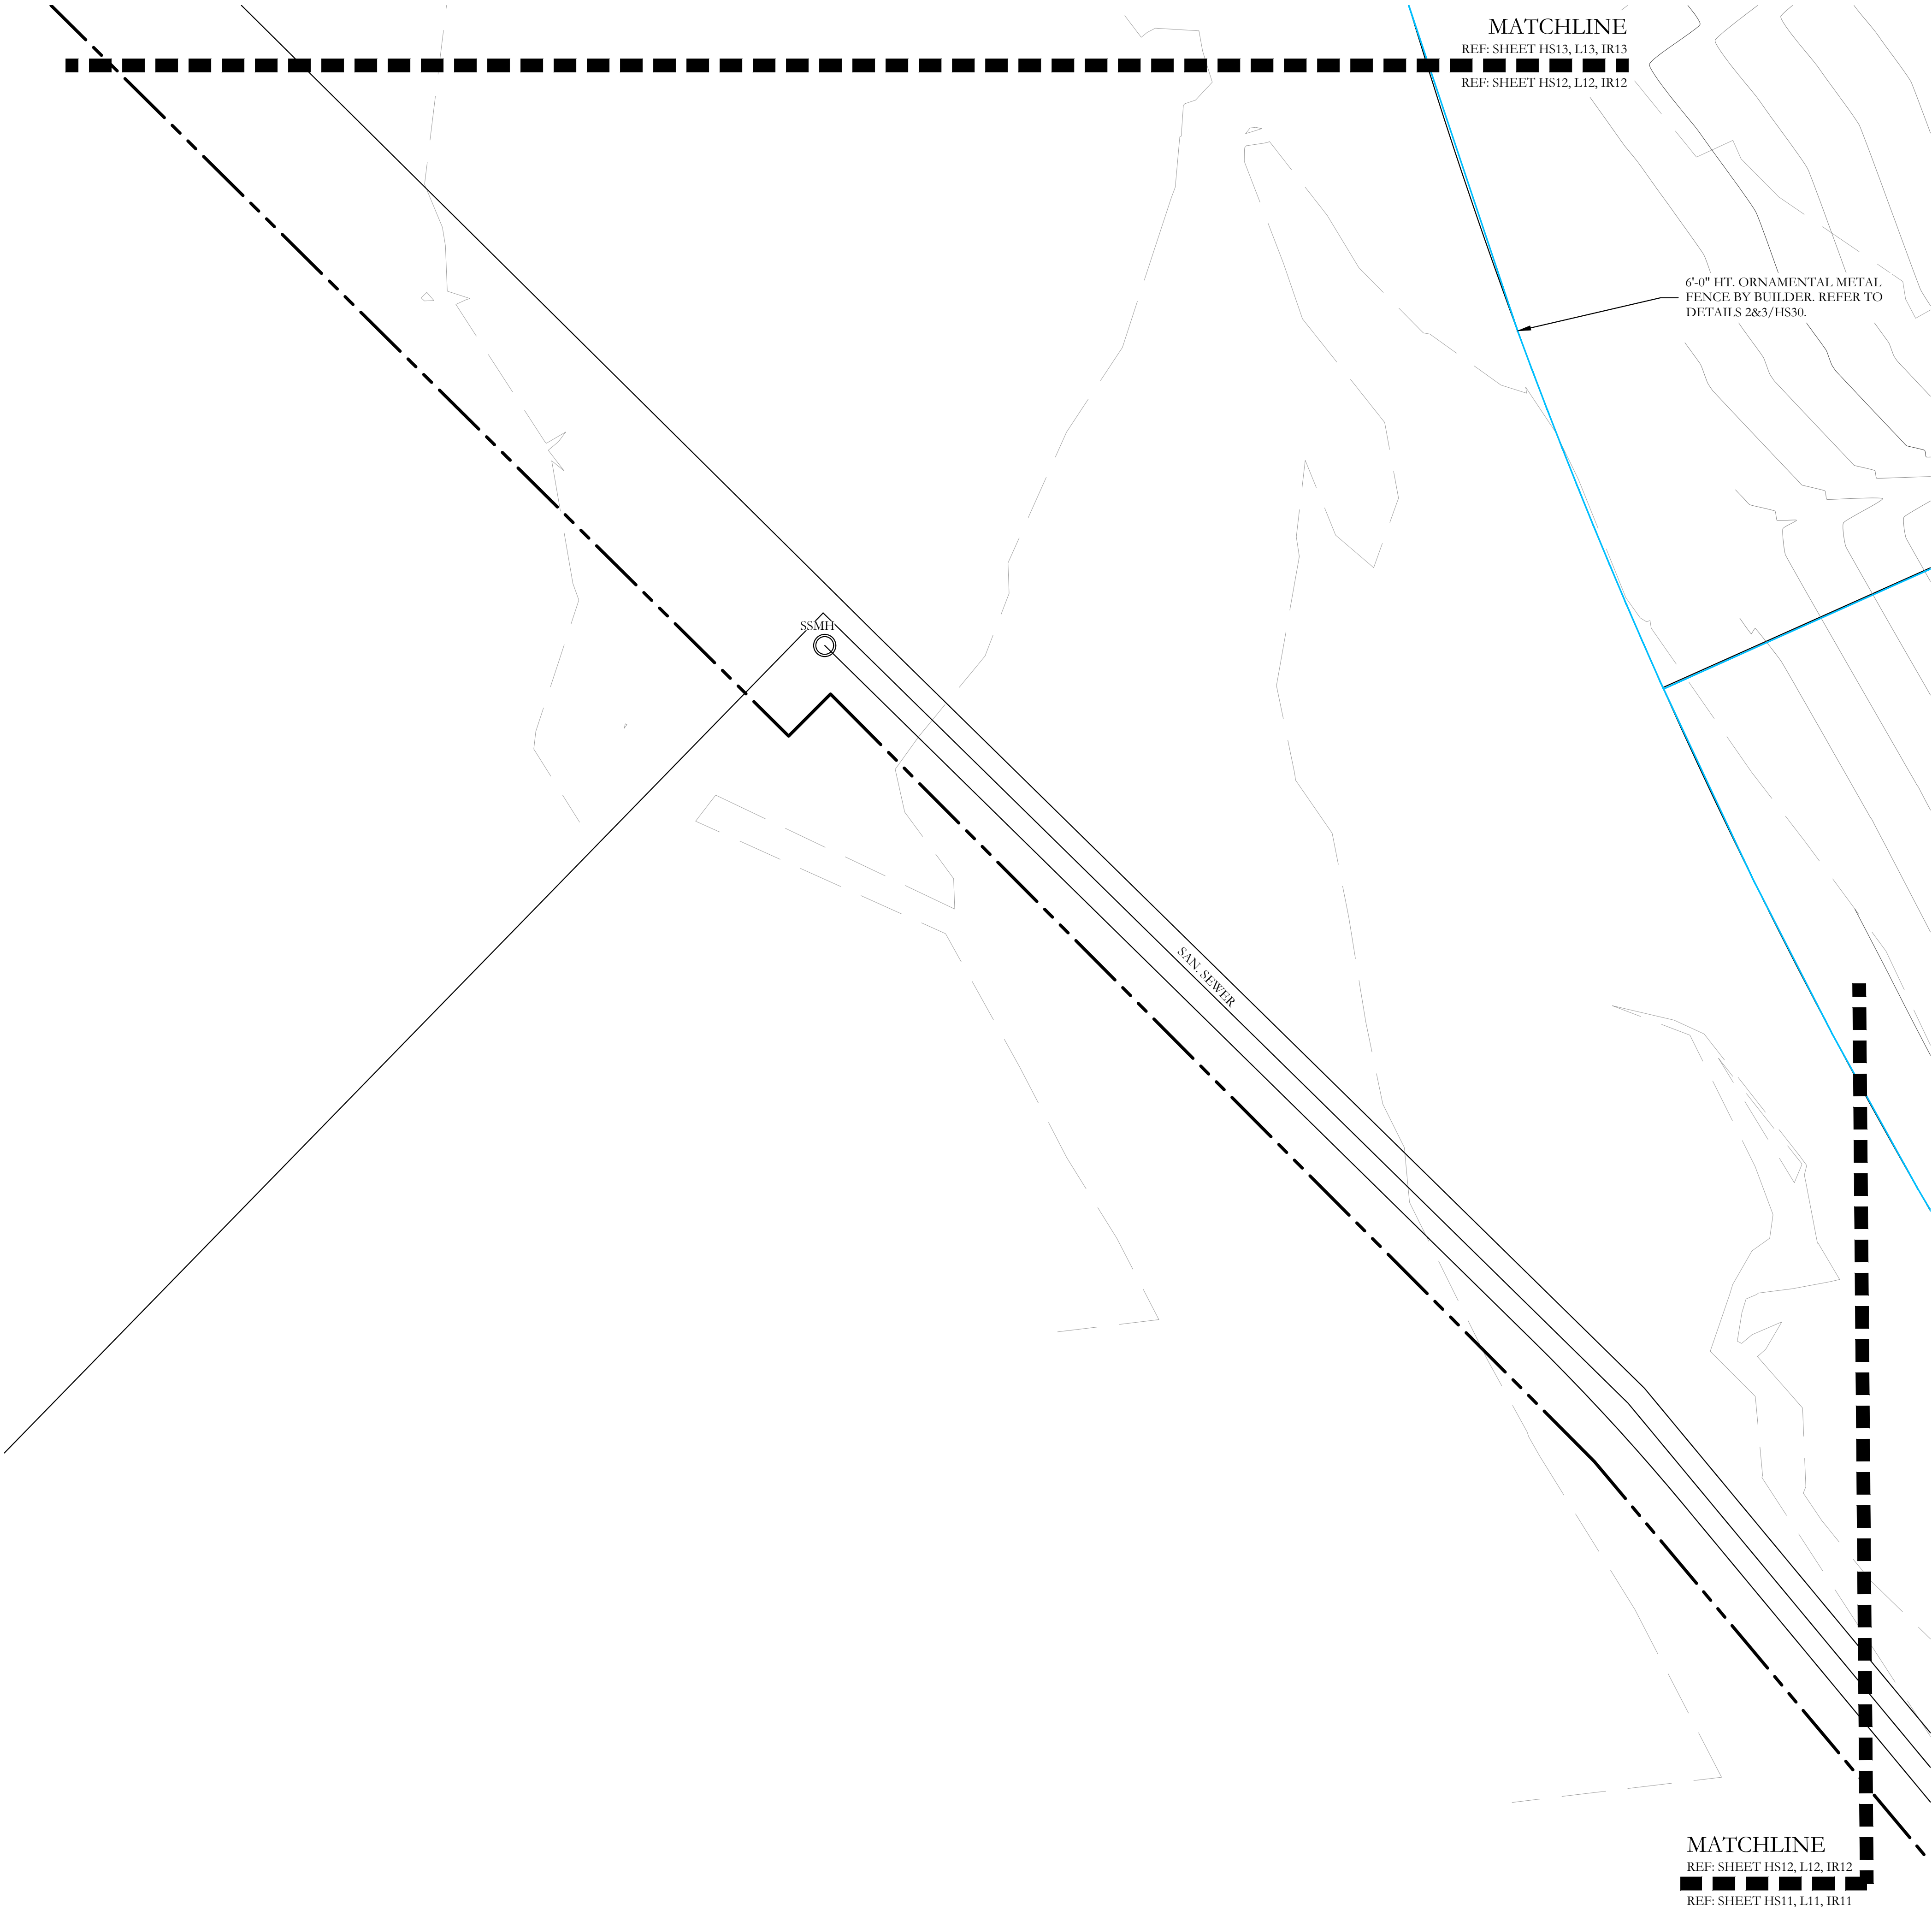 MATCHLINE
REF: SHEET HS13, L13, IR13
REF: SHEET HS12, L12, IR12
6'-0" HT. ORNAMENTAL METAL
FENCE BY BUILDER. REFER TO
DETAILS 2&3/HS30.
SSMH
SAN. SEWER
MATCHLINE
REF: SHEET HS12, L12, IR12
REF: SHEET HS11, L11, IR11